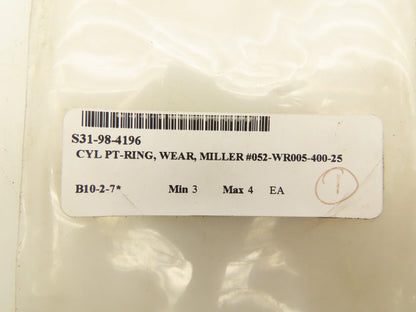 S31-98-4196
CYL PT-RING, WEAR, MILLER #052-WR005-400-25
B10-2-7* Min 3 Max 4 EA
1